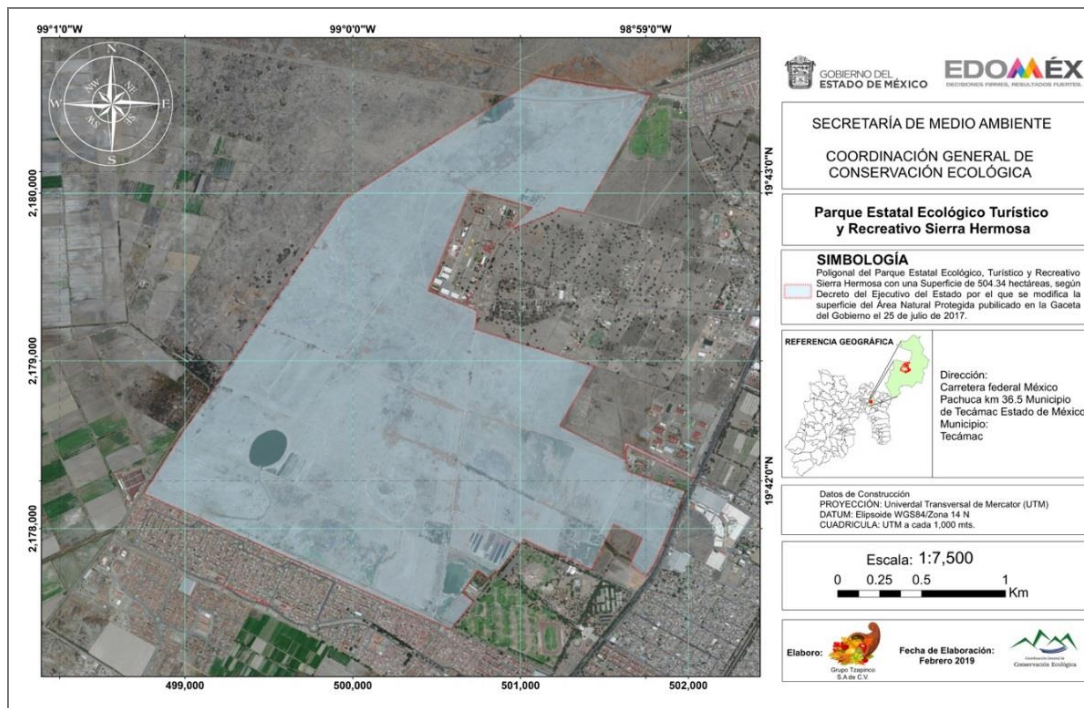 99°1'0"W
99°0'0"W
98°59'0"W
N
NW
NE
W
E
SW
SE
S
2,180,000
2,179,000
2,178,000
19°43'0"N
19°42'0"N
499,000
500,000
501,000
502,000
GOBIERNO DEL
ESTADO DE MÉXICO
EDOMÉX
DECISIONES FIRMES, RESULTADOS FUERTES.
SECRETARÍA DE MEDIO AMBIENTE
COORDINACIÓN GENERAL DE
CONSERVACIÓN ECOLÓGICA
Parque Estatal Ecológico Turístico
y Recreativo Sierra Hermosa
SIMBOLOGÍA
Poligonal del Parque Estatal Ecológico, Turístico y Recreativo
Sierra Hermosa con una Superficie de 504.34 hectáreas, según
Decreto del Ejecutivo del Estado por el que se modifica la
superficie del Área Natural Protegida publicado en la Gaceta
del Gobierno el 25 de julio de 2017.
REFERENCIA GEOGRÁFICA
Dirección:
Carretera federal México
Pachuca km 36.5 Municipio
de Tecámac Estado de México
Municipio:
Tecámac
Datos de Construcción
PROYECCIÓN: Univerdal Transversal de Mercator (UTM)
DATUM: Elipsoide WGS84/Zona 14 N
CUADRICULA: UTM a cada 1,000 mts.
Escala: 1:7,500
0 0.25 0.5 1
Km
Elaboro:
Grupo Tzapinco
S.A de C.V.
Fecha de Elaboración:
Febrero 2019
Coordinación General de
Conservación Ecológica